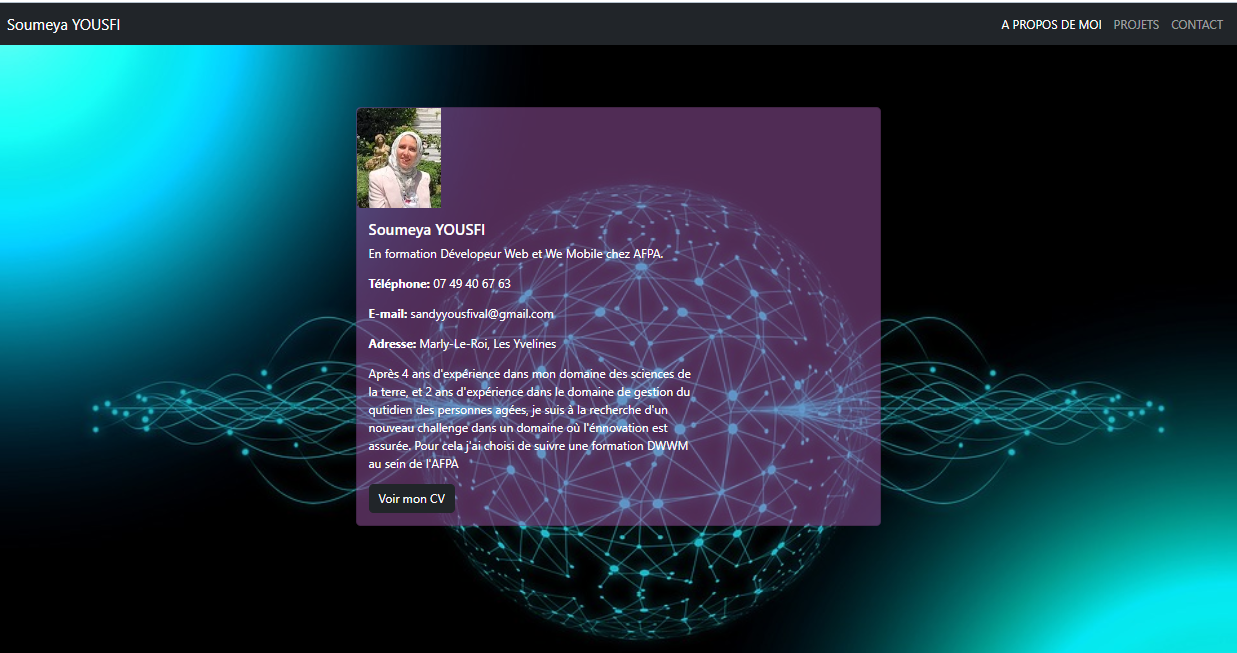 Soumeya YOUSFI
A PROPOS DE MOI PROJETS CONTACT
Soumeya YOUSFI
En formation Dévelopeur Web et We Mobile chez AFPA.
Téléphone: 07 49 40 67 63
E-mail: sandyyousfival@gmail.com
Adresse: Marly-Le-Roi, Les Yvelines
Après 4 ans d'expérience dans mon domaine des sciences de
la terre, et 2 ans d'expérience dans le domaine de gestion du
qutidien des personnes agées, je suis à la recherche d'un
nouveau challenge dans un domaine où l'énnovation est
assurée. Pour cela j'ai choisi de suivre une formation DWWM
au sein de l'AFPA
Voir mon CV